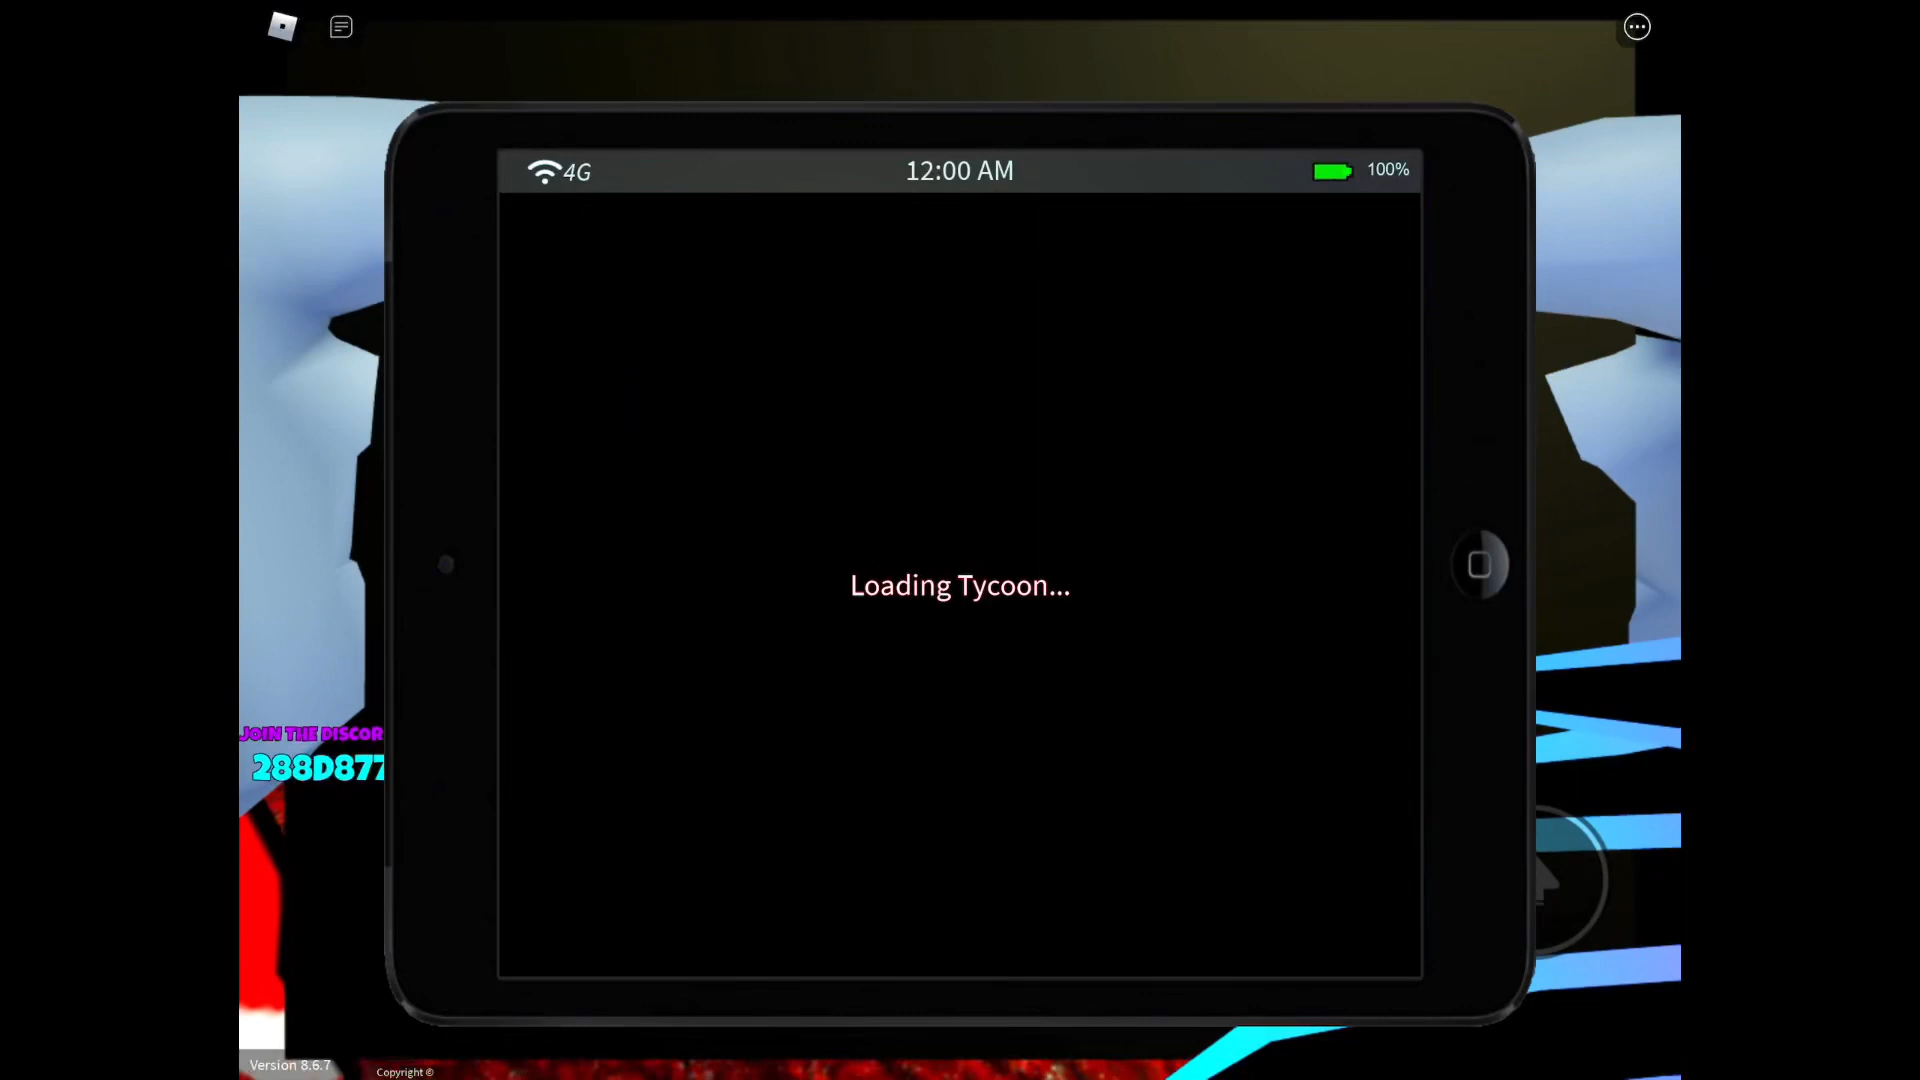 4G
12:00 AM
100%
Loading Tycoon...
JOIN THE DISCOR
288D877
Version 8.6.7
Copyright ©